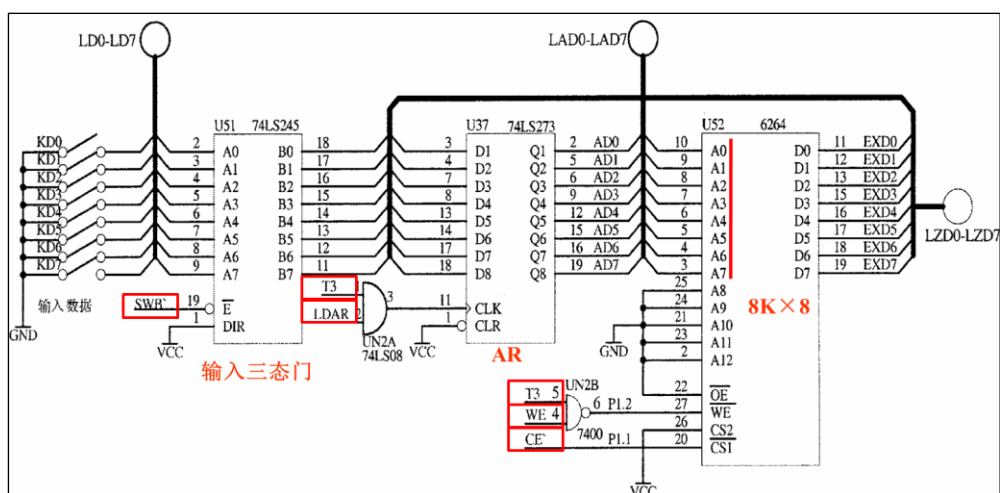 LD0-LD7
LAD0-LAD7
U51 74LS245
U37 74LS273
U52 6264
KD0 2 A0 B0 18 3 D1 Q1 2 AD0 10 A0 D0 11 EXD0
KD1 3 A1 B1 17 4 D2 Q2 5 AD1 9 A1 D1 12 EXD1
KD2 4 A2 B2 16 7 D3 Q3 6 AD2 8 A2 D2 13 EXD2
KD3 5 A3 B3 15 8 D4 Q4 9 AD3 7 A3 D3 15 EXD3
KD4 6 A4 B4 14 13 D5 Q5 12 AD4 6 A4 D4 16 EXD4
KD5 7 A5 B5 13 14 D6 Q6 15 AD5 5 A5 D5 17 EXD5
KD6 8 A6 B6 12 17 D7 Q7 16 AD6 4 A6 D6 18 EXD6
KD7 9 A7 B7 11 18 D8 Q8 19 AD7 3 A7 D7 19 EXD7
LZD0-LZD7
输入数据
GND
SWB` 19 E
1 DIR
VCC
输入三态门
T3 1
LDAR 2
3
UN2A
74LS08
11 CLK
1 CLR
VCC
AR
25 A8
24 A9
21 A10
23 A11
2 A12
GND
8K×8
22 OE
27 WE
26 CS2
20 CS1
T3 5
WE 4
UN2B
6 P1.2
7400
CE` P1.1
VCC